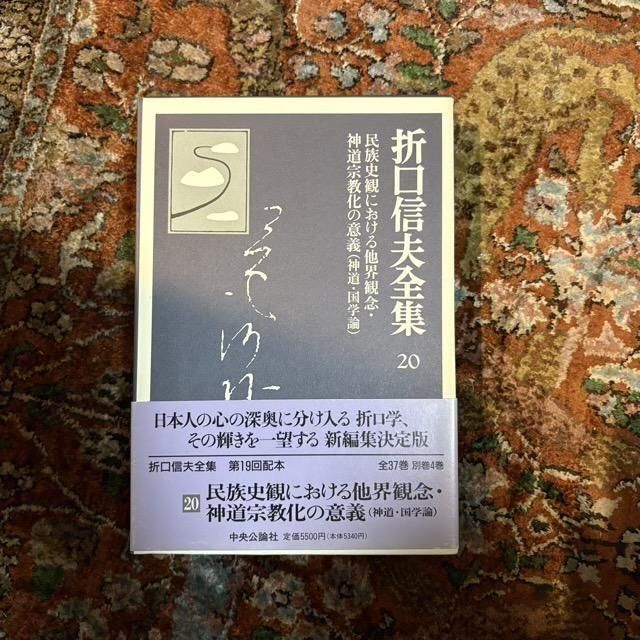 折口信夫全集 20
民族史観における他界観念・
神道宗教化の意義(神道・国学論)
日本人の心の深奥に分け入る 折口学、
その輝きを一望する 新編集決定版
折口信夫全集 第19回配本 全37巻 別巻4巻
20 民族史観における他界観念・
神道宗教化の意義(神道・国学論)
中央公論社 定価5500円(本体5340円)